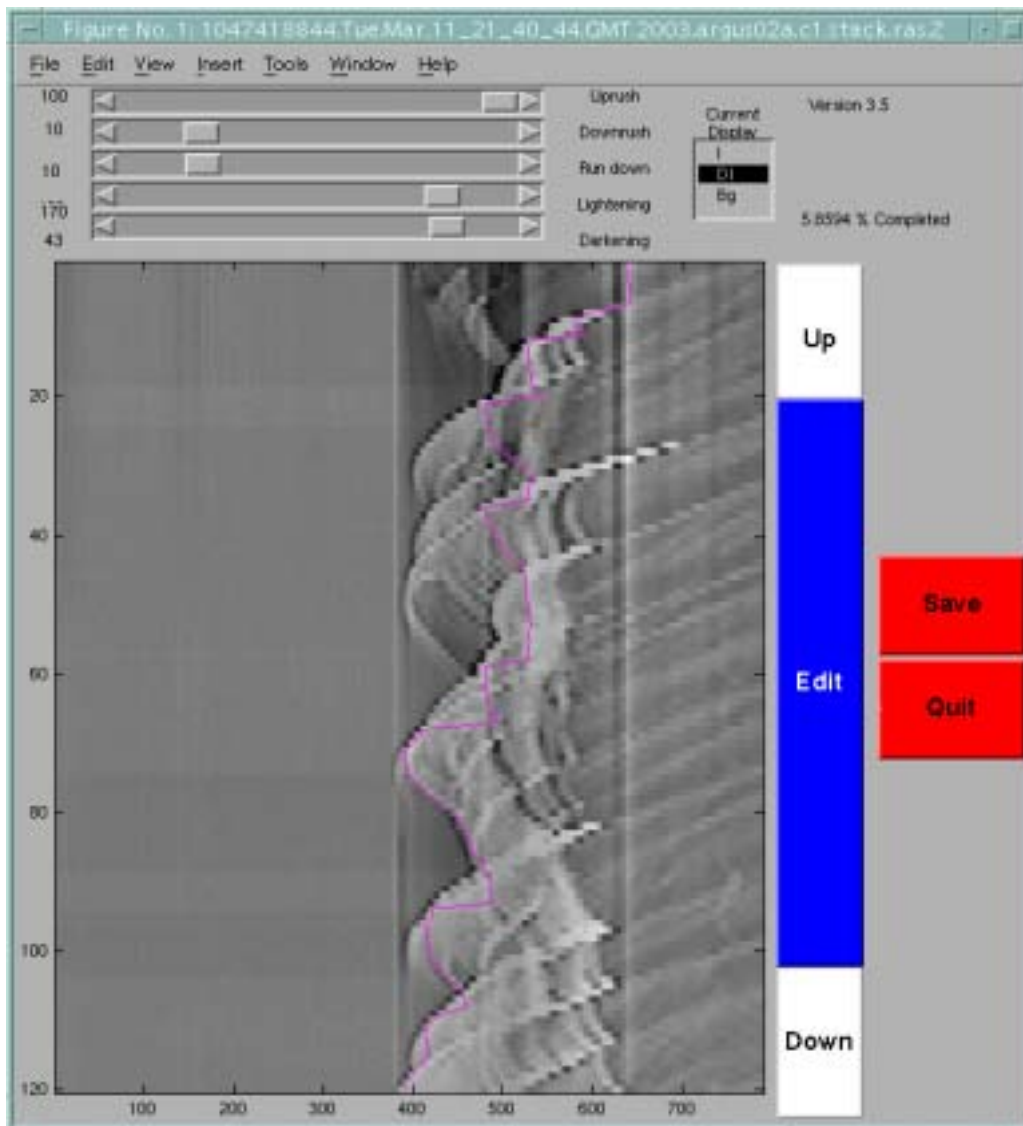 Figure No. 1: 1047418844.Tue.Mar.11_21_40_44.GMT.2003.argus02a.c1.stack.ras.Z
File Edit View Insert Tools Window Help
100 Uprush
10 Downrush
10 Run down
170 Lightening
43 Darkening
Current
Display
I
DI
Bg
Version 3.5
5.8594 % Completed
20
40
60
80
100
120
100 200 300 400 500 600 700
Up
Edit
Down
Save
Quit